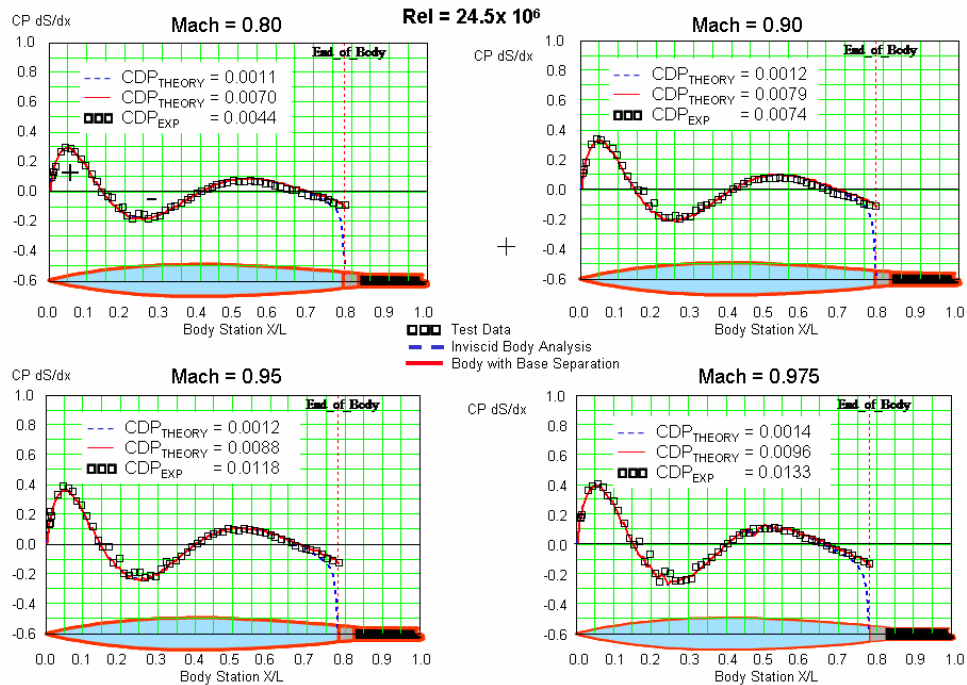 Rel = 24.5x 10⁶
CP dS/dx
Mach = 0.80
End_of_Body
CDP_THEORY = 0.0011
CDP_THEORY = 0.0070
CDP_EXP = 0.0044
1.0
0.8
0.6
0.4
0.2
0.0
-0.2
-0.4
-0.6
+
-
0.0 0.1 0.2 0.3 0.4 0.5 0.6 0.7 0.8 0.9 1.0
Body Station X/L
CP dS/dx
Mach = 0.90
End_of_Body
CDP_THEORY = 0.0012
CDP_THEORY = 0.0079
CDP_EXP = 0.0074
1.0
0.8
0.6
0.4
0.2
0.0
-0.2
-0.4
-0.6
+
0.0 0.1 0.2 0.3 0.4 0.5 0.6 0.7 0.8 0.9 1.0
Body Station X/L
Test Data
Inviscid Body Analysis
Body with Base Separation
CP dS/dx
Mach = 0.95
End_of_Body
CDP_THEORY = 0.0012
CDP_THEORY = 0.0088
CDP_EXP = 0.0118
1.0
0.8
0.6
0.4
0.2
0.0
-0.2
-0.4
-0.6
0.0 0.1 0.2 0.3 0.4 0.5 0.6 0.7 0.8 0.9 1.0
Body Station X/L
CP dS/dx
Mach = 0.975
End_of_Body
CDP_THEORY = 0.0014
CDP_THEORY = 0.0096
CDP_EXP = 0.0133
1.0
0.8
0.6
0.4
0.2
0.0
-0.2
-0.4
-0.6
0.0 0.1 0.2 0.3 0.4 0.5 0.6 0.7 0.8 0.9 1.0
Body Station X/L